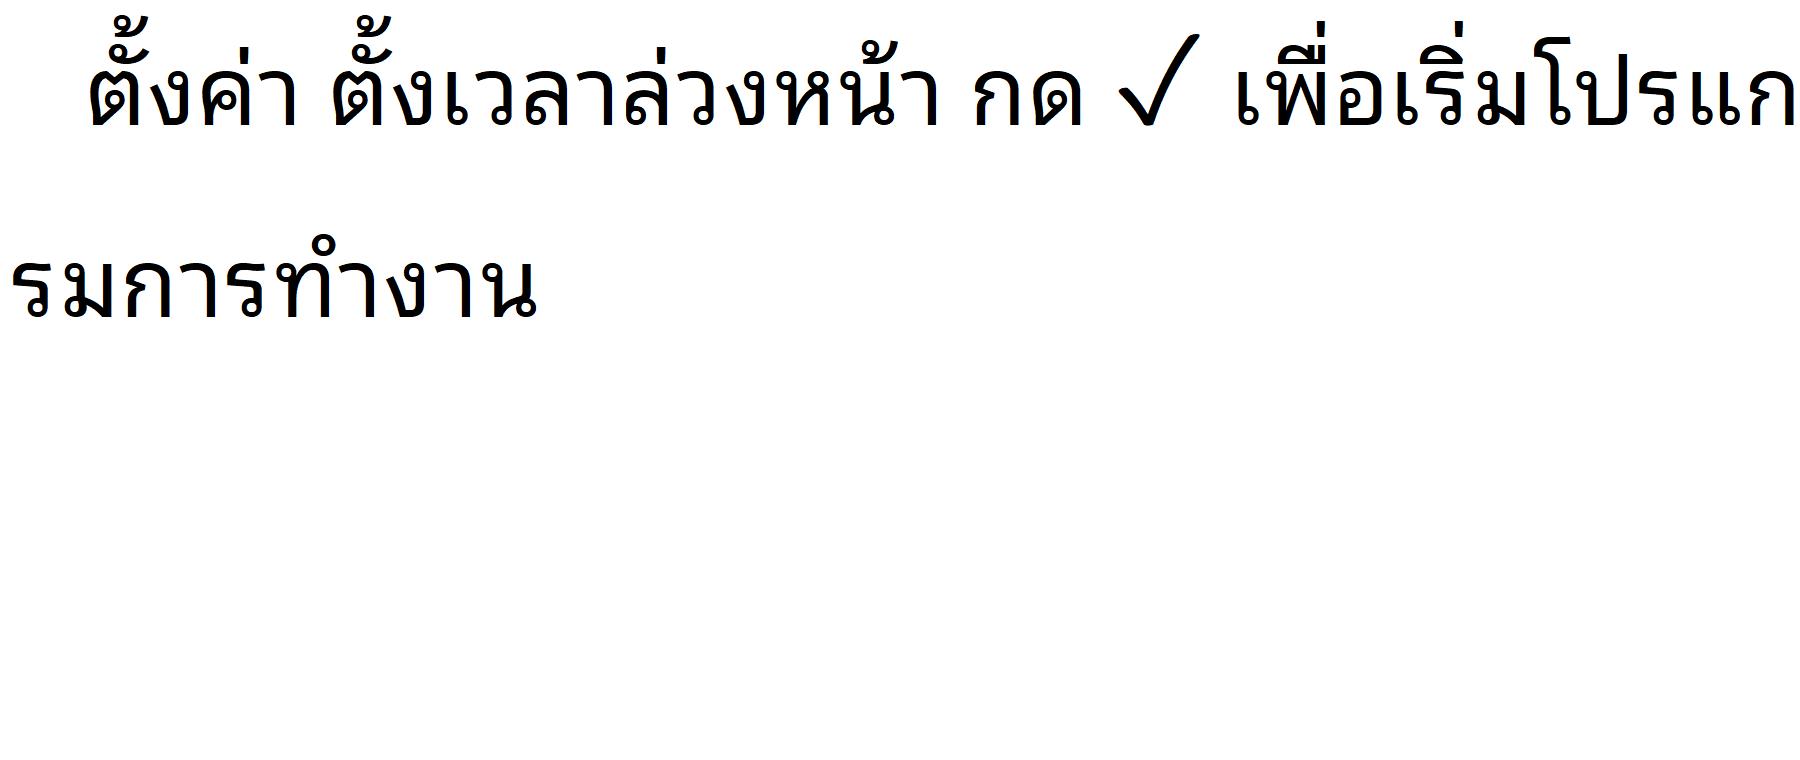 ตั้งค่า ตั้งเวลาล่วงหน้า กด ✓ เพื่อเริ่มโปรแก
รมการทำงาน